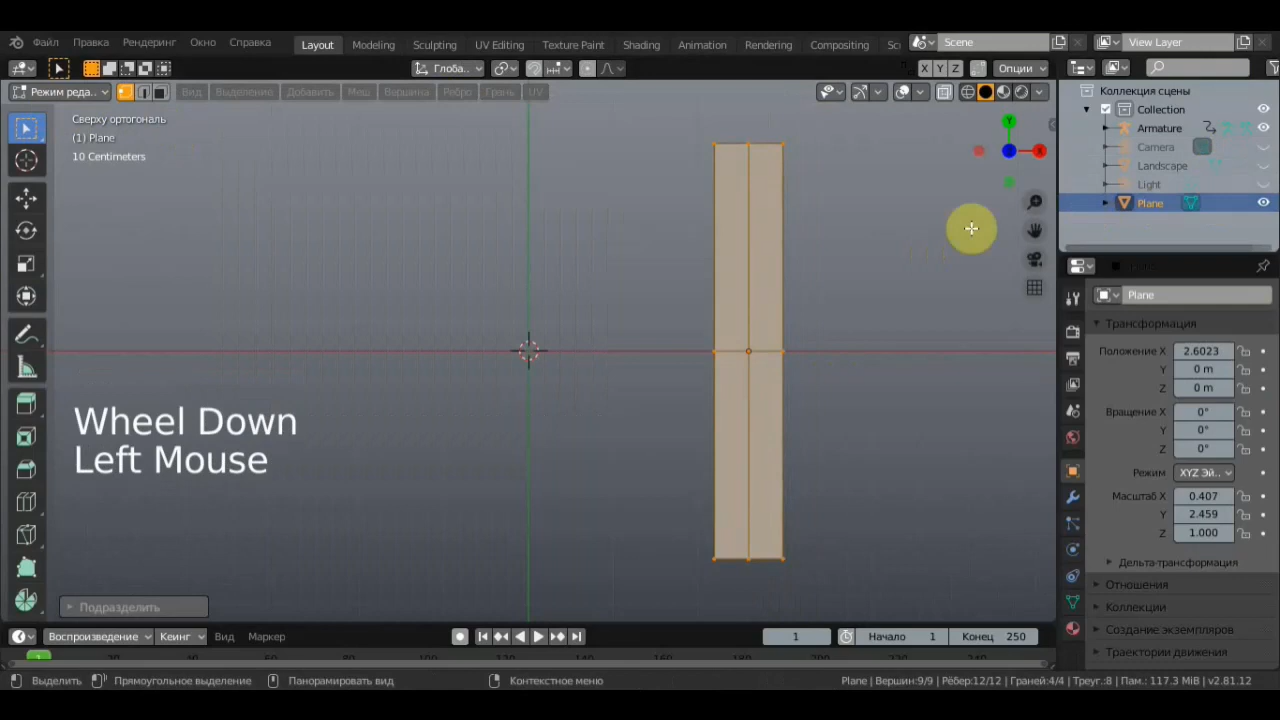 Файл Правка Рендеринг Окно Справка Layout Modeling Sculpting UV Editing Texture Paint Shading Animation Rendering Compositing Sc Scene View Layer
Глоба.. X Y Z Опции
Режим реда.. Вид Выделение Добавить Меш Вершина Ребро Грань UV
Коллекция сцены
Collection
Armature
Camera
Landscape
Light
Plane
Сверху ортогональ
(1) Plane
10 Centimeters
Y
Z
X
Wheel Down
Left Mouse
Подразделить
Plane
Трансформация
Положение X 2.6023
Y 0 m
Z 0 m
Вращение X 0°
Y 0°
Z 0°
Режим XYZ Эй..
Масштаб X 0.407
Y 2.459
Z 1.000
Дельта-трансформация
Отношения
Коллекции
Создание экземпляров
Траектории движения
Воспроизведение Кеинг Вид Маркер 1 Начало 1 Конец 250
1
Выделить Прямоугольное выделение Панорамировать вид Контекстное меню Plane | Вершин:9/9 | Рёбер:12/12 | Граней:4/4 | Треуг.:8 | Пам.: 117.3 MiB | v2.81.12